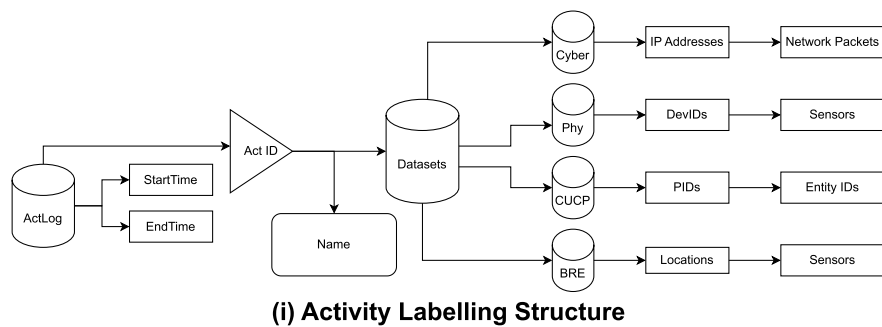 Cyber
IP Addresses
Network Packets
Phy
DevIDs
Sensors
Act ID
Datasets
StartTime
ActLog
EndTime
CUCP
PIDs
Entity IDs
Name
BRE
Locations
Sensors
(i) Activity Labelling Structure